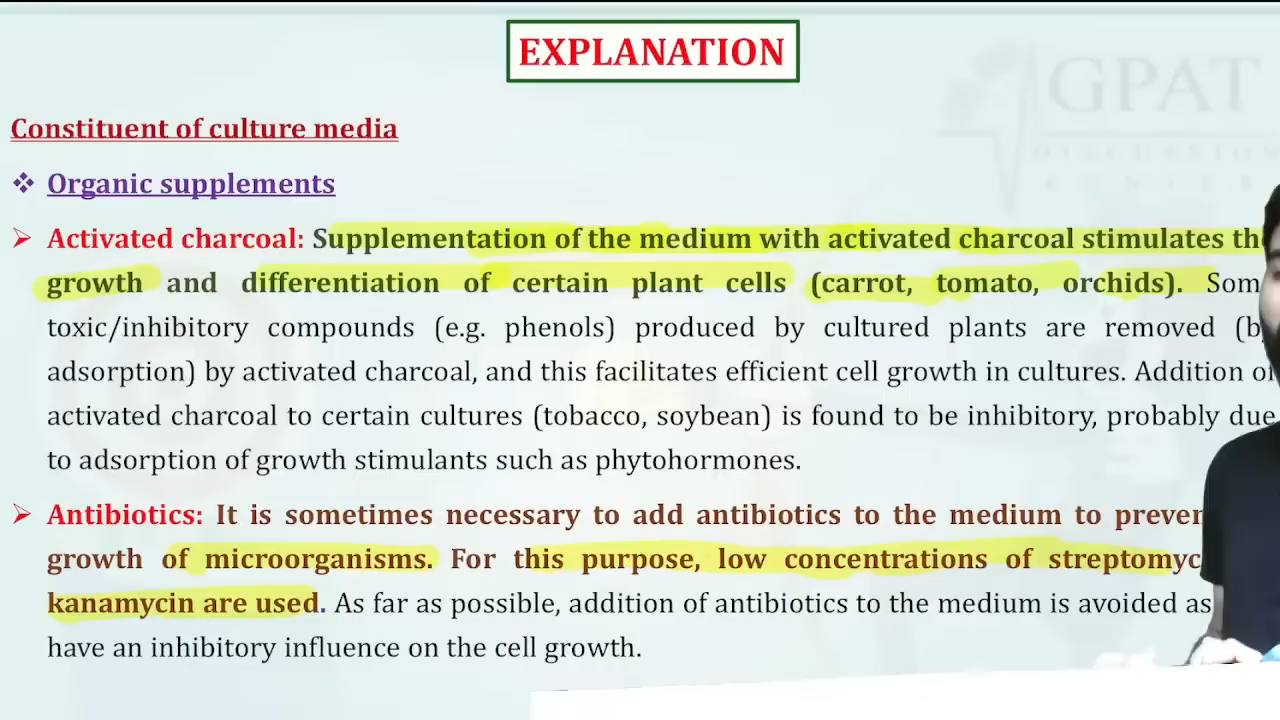 EXPLANATION
GPAT
DISCUSSION
CENTER
Constituent of culture media
❖ Organic supplements
➢ Activated charcoal: Supplementation of the medium with activated charcoal stimulates
growth and differentiation of certain plant cells (carrot, tomato, orchids).
toxic/inhibitory compounds (e.g. phenols) produced by cultured plants are removed
adsorption) by activated charcoal, and this facilitates efficient cell growth in cultures. Addition of
activated charcoal to certain cultures (tobacco, soybean) is found to be inhibitory, probably due
to adsorption of growth stimulants such as phytohormones.
➢ Antibiotics: It is sometimes necessary to add antibiotics to the medium to
growth of microorganisms. For this purpose, low concentrations of
kanamycin are used. As far as possible, addition of antibiotics to the medium is avoided as
have an inhibitory influence on the cell growth.